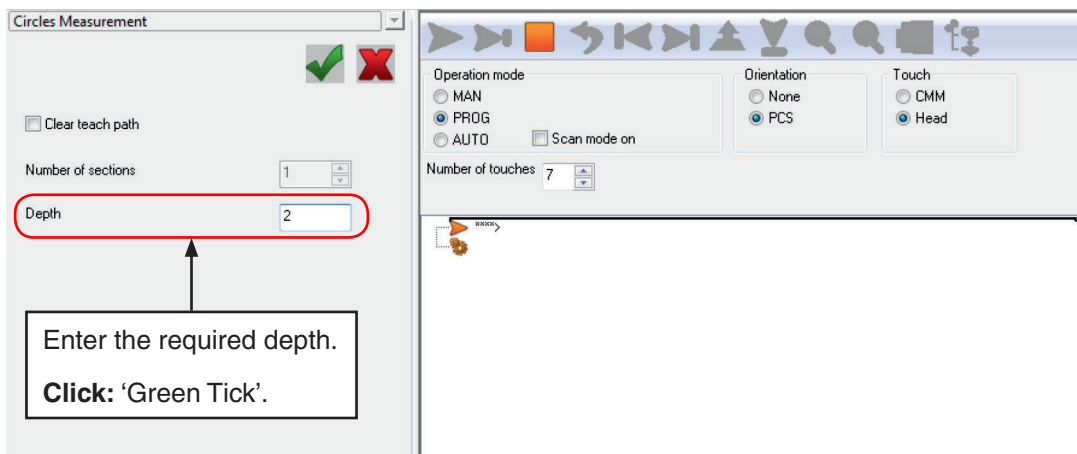 Circles Measurement
Clear teach path
Number of sections 1
Depth 2
Enter the required depth.
Click: ‘Green Tick’.
Operation mode
MAN
PROG
AUTO Scan mode on
Orientation
None
PCS
Touch
CMM
Head
Number of touches 7
xxxx>